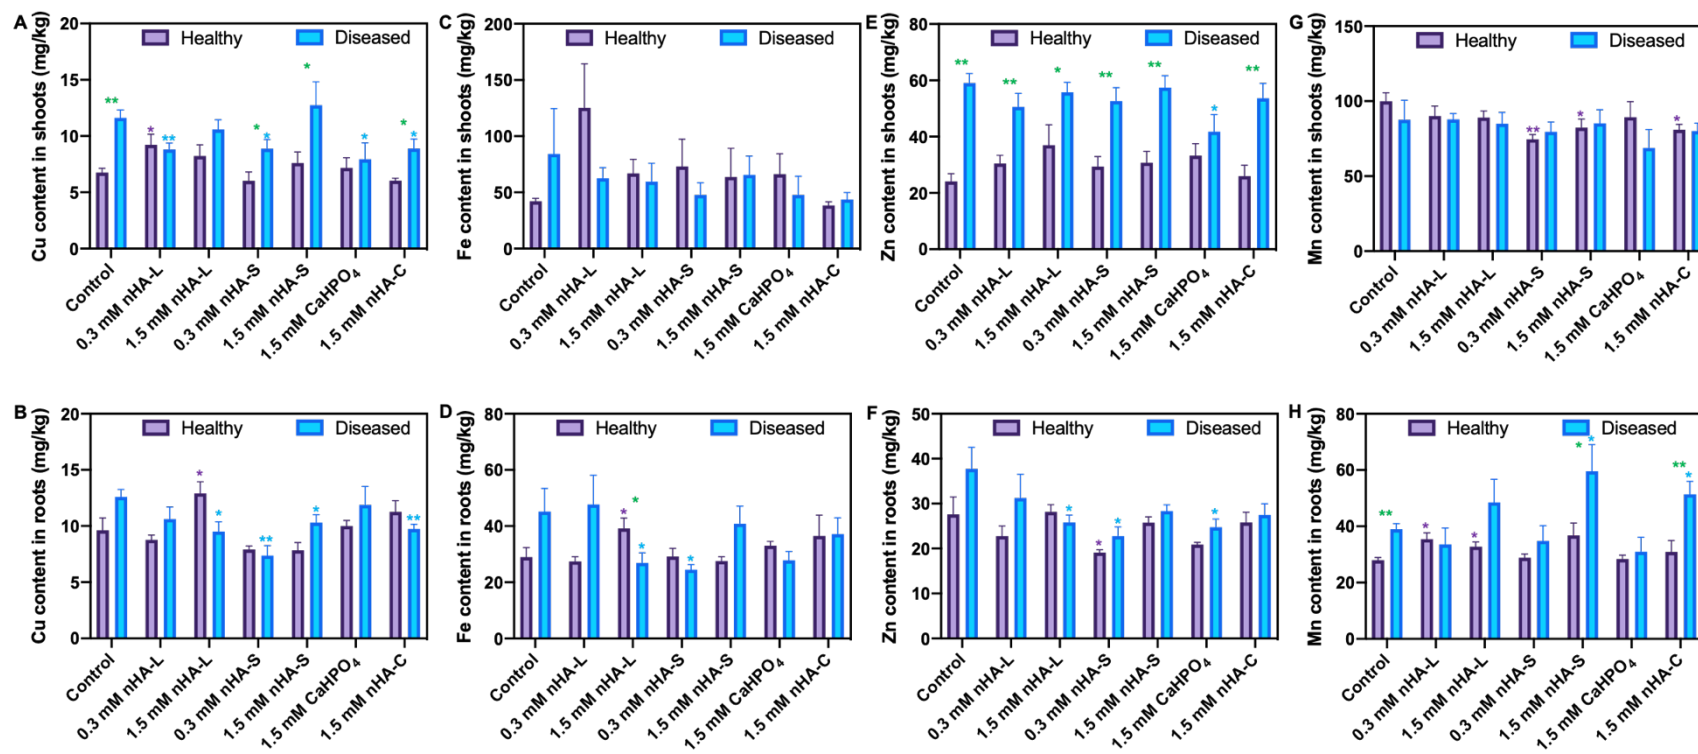 A
Cu content in shoots (mg/kg)
20
15
10
5
0
Healthy
Diseased
**
*
**
*
*
*
*
*
*
Control
0.3 mM nHA-L
1.5 mM nHA-L
0.3 mM nHA-S
1.5 mM nHA-S
1.5 mM CaHPO₄
1.5 mM nHA-C
C
Fe content in shoots (mg/kg)
200
150
100
50
0
Healthy
Diseased
Control
0.3 mM nHA-L
1.5 mM nHA-L
0.3 mM nHA-S
1.5 mM nHA-S
1.5 mM CaHPO₄
1.5 mM nHA-C
E
Zn content in shoots (mg/kg)
80
60
40
20
0
Healthy
Diseased
**
**
*
**
**
*
**
Control
0.3 mM nHA-L
1.5 mM nHA-L
0.3 mM nHA-S
1.5 mM nHA-S
1.5 mM CaHPO₄
1.5 mM nHA-C
G
Mn content in shoots (mg/kg)
150
100
50
0
Healthy
Diseased
**
*
*
Control
0.3 mM nHA-L
1.5 mM nHA-L
0.3 mM nHA-S
1.5 mM nHA-S
1.5 mM CaHPO₄
1.5 mM nHA-C
B
Cu content in roots (mg/kg)
20
15
10
5
0
Healthy
Diseased
*
*
**
*
**
Control
0.3 mM nHA-L
1.5 mM nHA-L
0.3 mM nHA-S
1.5 mM nHA-S
1.5 mM CaHPO₄
1.5 mM nHA-C
D
Fe content in roots (mg/kg)
80
60
40
20
0
Healthy
Diseased
*
*
*
*
Control
0.3 mM nHA-L
1.5 mM nHA-L
0.3 mM nHA-S
1.5 mM nHA-S
1.5 mM CaHPO₄
1.5 mM nHA-C
F
Zn content in roots (mg/kg)
50
40
30
20
10
0
Healthy
Diseased
*
*
*
*
Control
0.3 mM nHA-L
1.5 mM nHA-L
0.3 mM nHA-S
1.5 mM nHA-S
1.5 mM CaHPO₄
1.5 mM nHA-C
H
Mn content in roots (mg/kg)
80
60
40
20
0
Healthy
Diseased
**
*
*
*
*
**
*
Control
0.3 mM nHA-L
1.5 mM nHA-L
0.3 mM nHA-S
1.5 mM nHA-S
1.5 mM CaHPO₄
1.5 mM nHA-C